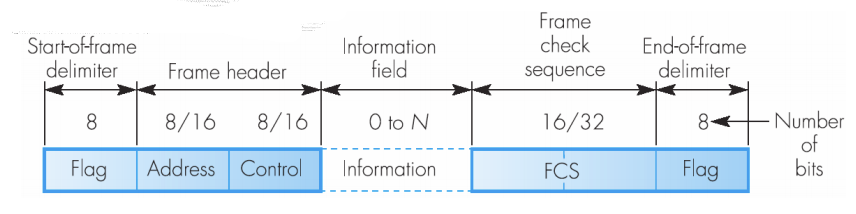 Start-of-frame
delimiter
Frame header
Information
field
Frame
check
sequence
End-of-frame
delimiter
8
8/16
8/16
0 to N
16/32
8
Number
of
bits
Flag
Address
Control
Information
FCS
Flag